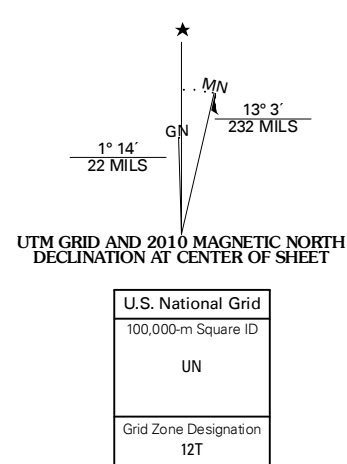 MN
GN
13° 3´
232 MILS
1° 14´
22 MILS
UTM GRID AND 2010 MAGNETIC NORTH
DECLINATION AT CENTER OF SHEET
U.S. National Grid
100,000-m Square ID
UN
Grid Zone Designation
12T